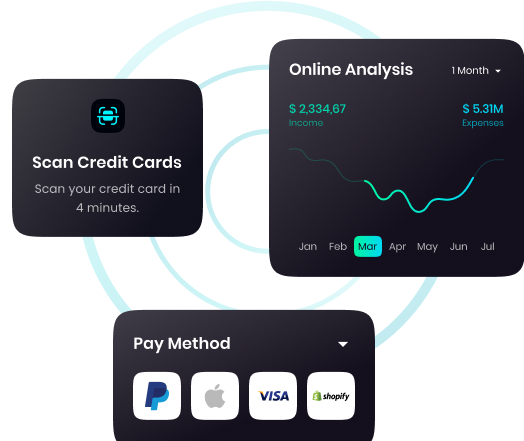 Scan Credit Cards
Scan your credit card in
4 minutes.
Online Analysis
1 Month
$ 2,334,67
$ 5.31M
Income
Expenses
Jan Feb Mar Apr May Jun Jul
Pay Method
VISA
shopify